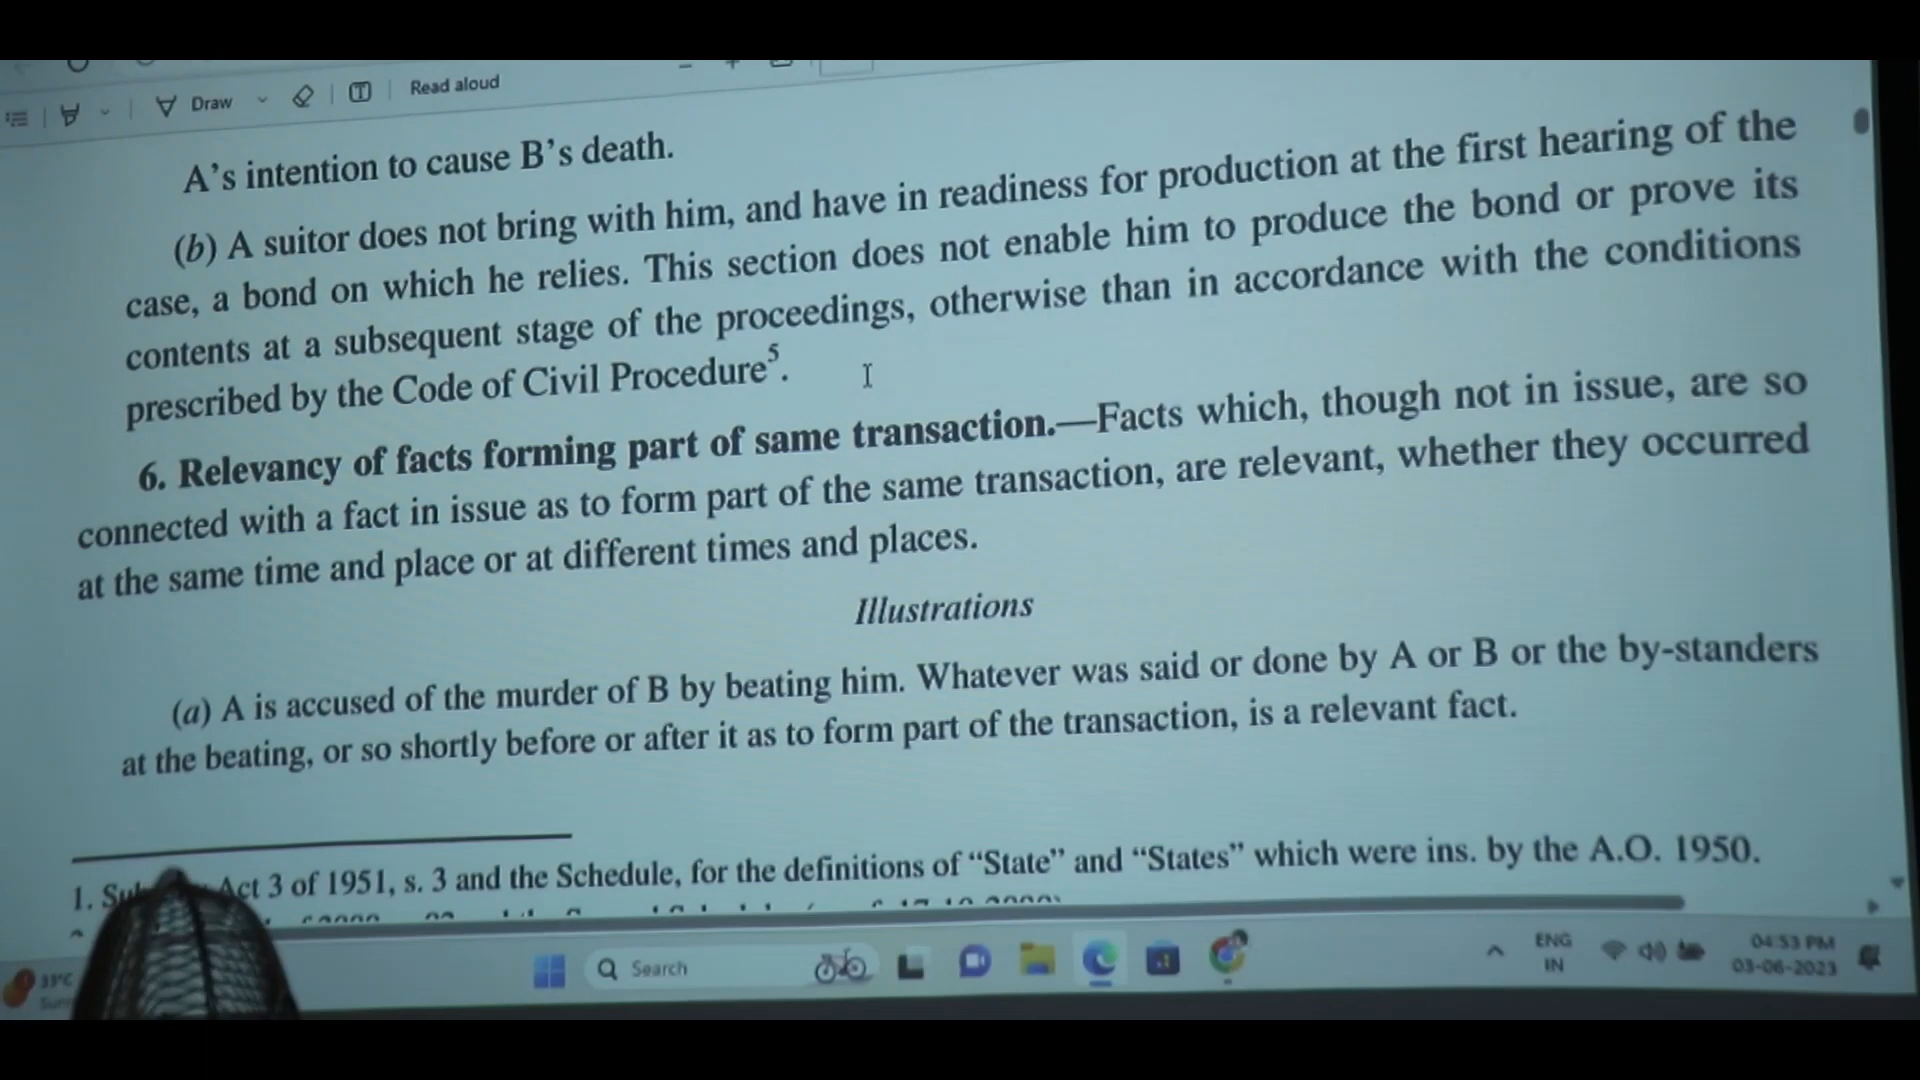 Draw
Read aloud
A’s intention to cause B’s death.
(b) A suitor does not bring with him, and have in readiness for production at the first hearing of the
case, a bond on which he relies. This section does not enable him to produce the bond or prove its
contents at a subsequent stage of the proceedings, otherwise than in accordance with the conditions
prescribed by the Code of Civil Procedure5.
6. Relevancy of facts forming part of same transaction.—Facts which, though not in issue, are so
connected with a fact in issue as to form part of the same transaction, are relevant, whether they occurred
at the same time and place or at different times and places.
Illustrations
(a) A is accused of the murder of B by beating him. Whatever was said or done by A or B or the by-standers
at the beating, or so shortly before or after it as to form part of the transaction, is a relevant fact.
1. Act 3 of 1951, s. 3 and the Schedule, for the definitions of “State” and “States” which were ins. by the A.O. 1950.
Search
ENG
IN
04:53 PM
03-06-2023